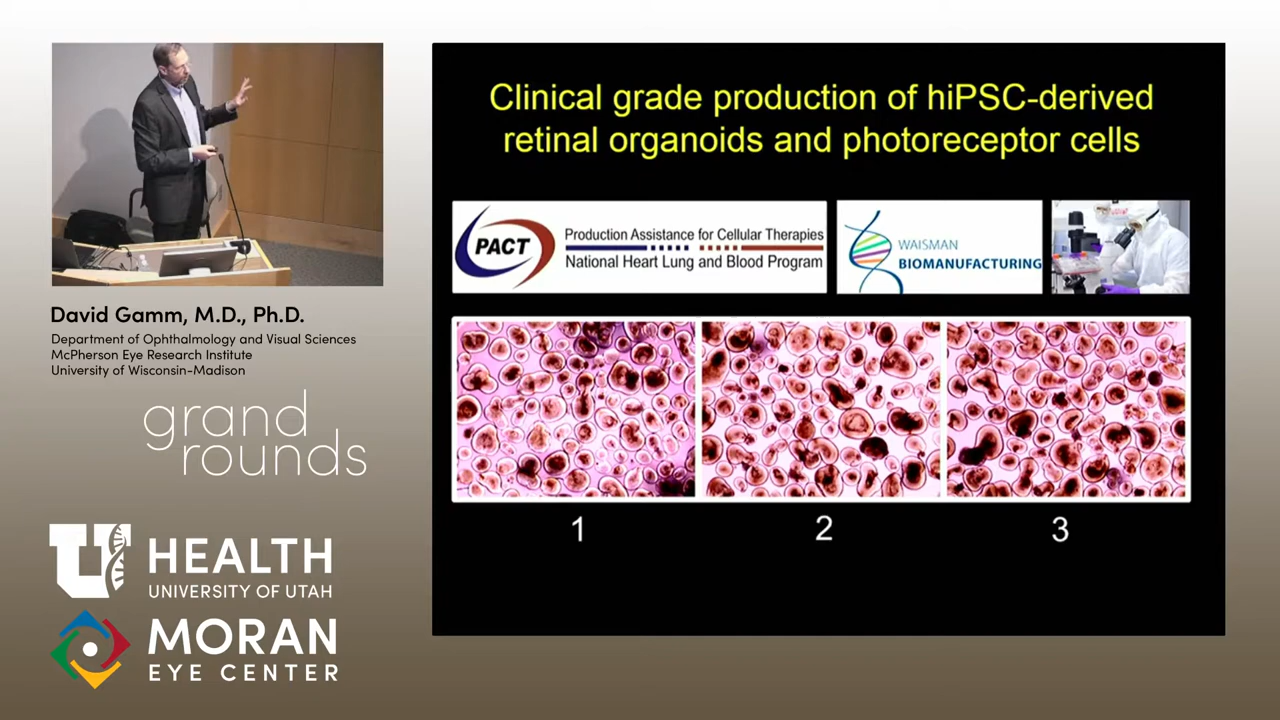 Clinical grade production of hiPSC-derived
retinal organoids and photoreceptor cells
PACT
Production Assistance for Cellular Therapies
National Heart Lung and Blood Program
WAISMAN
BIOMANUFACTURING
1
2
3
David Gamm, M.D., Ph.D.
Department of Ophthalmology and Visual Sciences
McPherson Eye Research Institute
University of Wisconsin-Madison
grand
rounds
U HEALTH
UNIVERSITY OF UTAH
MORAN
EYE CENTER